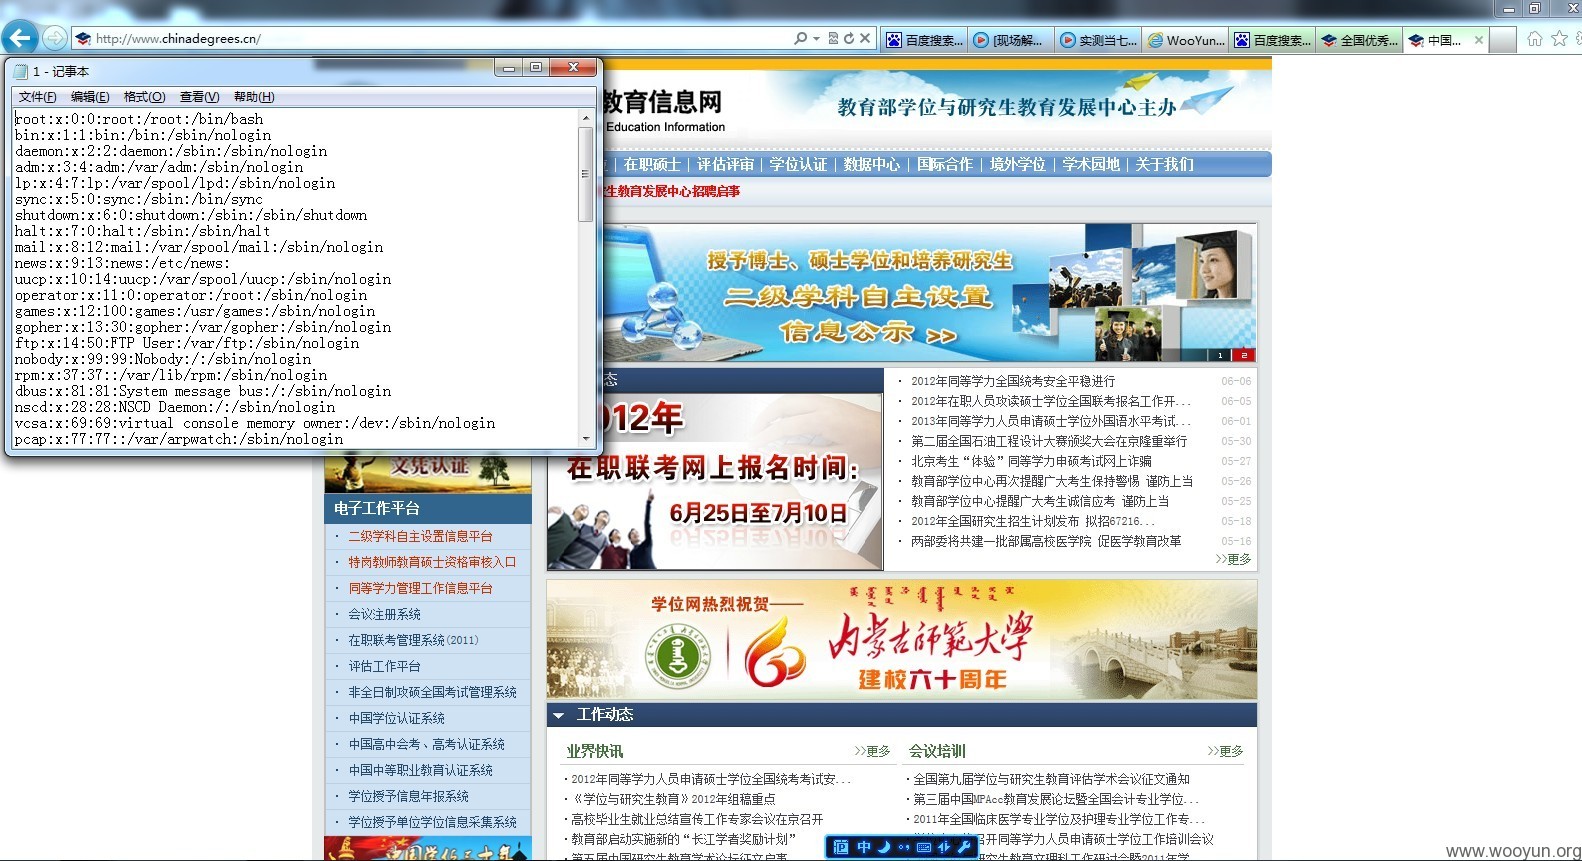 http://www.chinadegrees.cn/
百度搜索...
[现场解...
实测当七...
WooYun...
百度搜索...
全国优秀...
中国...
1 - 记事本
文件(F) 编辑(E) 格式(O) 查看(V) 帮助(H)
root:x:0:0:root:/root:/bin/bash
bin:x:1:1:bin:/bin:/sbin/nologin
daemon:x:2:2:daemon:/sbin:/sbin/nologin
adm:x:3:4:adm:/var/adm:/sbin/nologin
lp:x:4:7:lp:/var/spool/lpd:/sbin/nologin
sync:x:5:0:sync:/sbin:/bin/sync
shutdown:x:6:0:shutdown:/sbin:/sbin/shutdown
halt:x:7:0:halt:/sbin:/sbin/halt
mail:x:8:12:mail:/var/spool/mail:/sbin/nologin
news:x:9:13:news:/etc/news:
uucp:x:10:14:uucp:/var/spool/uucp:/sbin/nologin
operator:x:11:0:operator:/root:/sbin/nologin
games:x:12:100:games:/usr/games:/sbin/nologin
gopher:x:13:30:gopher:/var/gopher:/sbin/nologin
ftp:x:14:50:FTP User:/var/ftp:/sbin/nologin
nobody:x:99:99:Nobody:/:/sbin/nologin
rpm:x:37:37::/var/lib/rpm:/sbin/nologin
dbus:x:81:81:System message bus:/:/sbin/nologin
nscd:x:28:28:NSCD Daemon:/:/sbin/nologin
vcsa:x:69:69:virtual console memory owner:/dev:/sbin/nologin
pcap:x:77:77::/var/arpwatch:/sbin/nologin
教育信息网
Education Information
教育部学位与研究生教育发展中心主办
在职硕士 | 评估评审 | 学位认证 | 数据中心 | 国际合作 | 境外学位 | 学术园地 | 关于我们
生教育发展中心招聘启事
授予博士、硕士学位和培养研究生
二级学科自主设置
信息公示 >>
1 2
态
012年
在职联考网上报名时间:
6月25日至7月10日
· 2012年同等学力全国统考安全平稳进行 06-06
· 2012年在职人员攻读硕士学位全国联考报名工作开... 06-05
· 2013年同等学力人员申请硕士学位外国语水平考试... 06-01
· 第二届全国石油工程设计大赛颁奖大会在京隆重举行 05-30
· 北京考生“体验”同等学力申硕考试网上诈骗 05-27
· 教育部学位中心再次提醒广大考生保持警惕 谨防上当 05-26
· 教育部学位中心提醒广大考生诚信应考 谨防上当 05-25
· 2012年全国研究生招生计划发布 拟招67216... 05-18
· 两部委将共建一批部属高校医学院 促医学教育改革 05-16
>>更多
文凭认证
电子工作平台
· 二级学科自主设置信息平台
· 特岗教师教育硕士资格审核入口
· 同等学力管理工作信息平台
· 会议注册系统
· 在职联考管理系统(2011)
· 评估工作平台
· 非全日制攻硕全国考试管理系统
· 中国学位认证系统
· 中国高中会考、高考认证系统
· 中国中等职业教育认证系统
· 学位授予信息年报系统
· 学位授予单位学位信息采集系统
学位网热烈祝贺——
内蒙古师范大学
建校六十周年
工作动态
业界快讯 >>更多
· 2012年同等学力人员申请硕士学位全国统考考试安...
· 《学位与研究生教育》2012年组稿重点
· 高校毕业生就业总结宣传工作专家会议在京召开
· 教育部启动实施新的“长江学者奖励计划”
· 第五届中国研究生教育学术论坛征文启事
会议培训 >>更多
· 全国第九届学位与研究生教育评估学术会议征文通知
· 第三届中国MPAcc教育发展论坛暨全国会计专业学位...
· 2011年全国临床医学专业学位及护理专业学位工作专...
召开同等学力人员申请硕士学位工作培训会议
中
www.wooyun.org